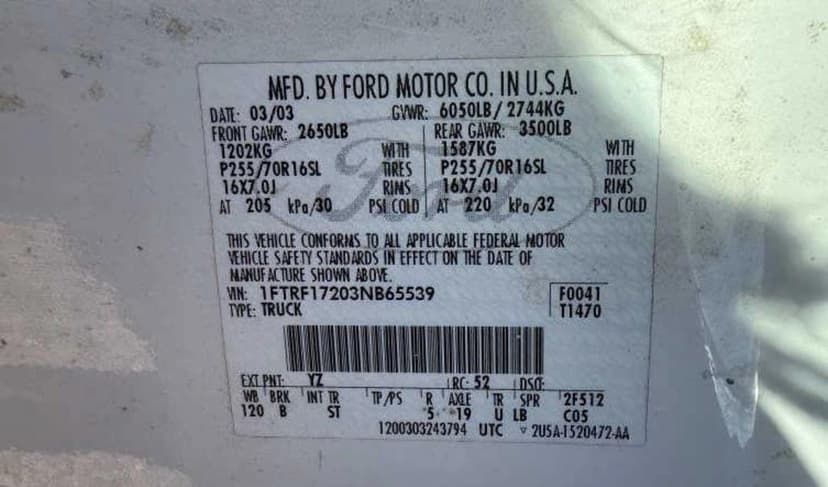 MFD. BY FORD MOTOR CO. IN U.S.A.
DATE: 03/03 GVWR: 6050LB/ 2744KG
FRONT GAWR: 2650LB REAR GAWR: 3500LB
1202KG WITH 1587KG WITH
P255/70R16SL TIRES P255/70R16SL TIRES
16X7.0J RIMS 16X7.0J RIMS
AT 205 kPa/30 PSI COLD AT 220 kPa/32 PSI COLD
Ford
THIS VEHICLE CONFORMS TO ALL APPLICABLE FEDERAL MOTOR
VEHICLE SAFETY STANDARDS IN EFFECT ON THE DATE OF
MANUFACTURE SHOWN ABOVE.
VIN: 1FTRF17203NB65539 F0041
TYPE: TRUCK T1470
EXT PNT: YZ RC: 52 DSO:
WB BRK INT TR TP/PS R AXLE TR SPR 2F512
120 B ST 5 19 U LB C05
1200303243794 UTC ▽ 2U5A-1520472-AA